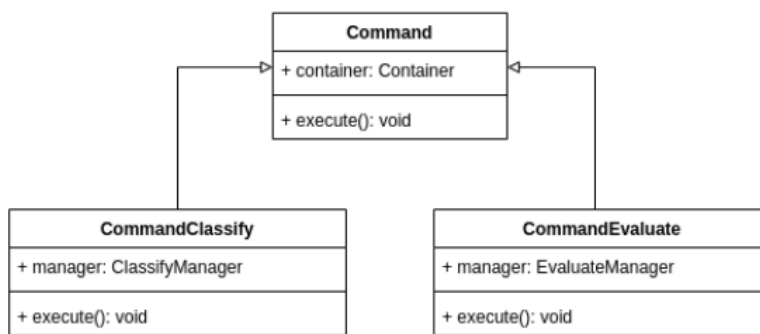 Command
+ container: Container
+ execute(): void
CommandClassify
+ manager: ClassifyManager
+ execute(): void
CommandEvaluate
+ manager: EvaluateManager
+ execute(): void